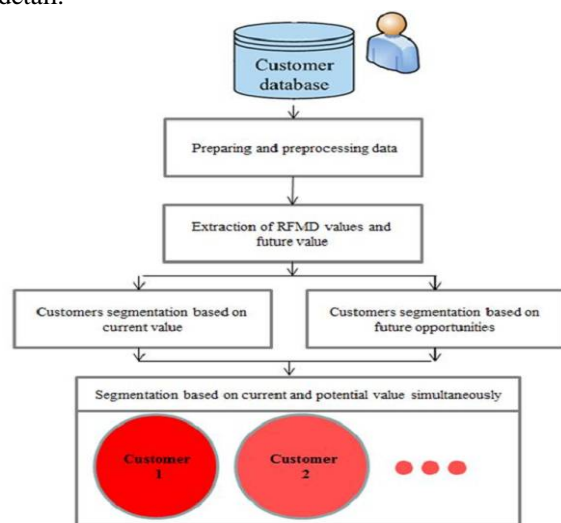 detail.
Customer
database
Preparing and preprocessing data
Extraction of RFMD values and
future value
Customers segmentation based on
current value
Customers segmentation based on
future opportunities
Segmentation based on current and potential value simultaneously
Customer
1
Customer
2